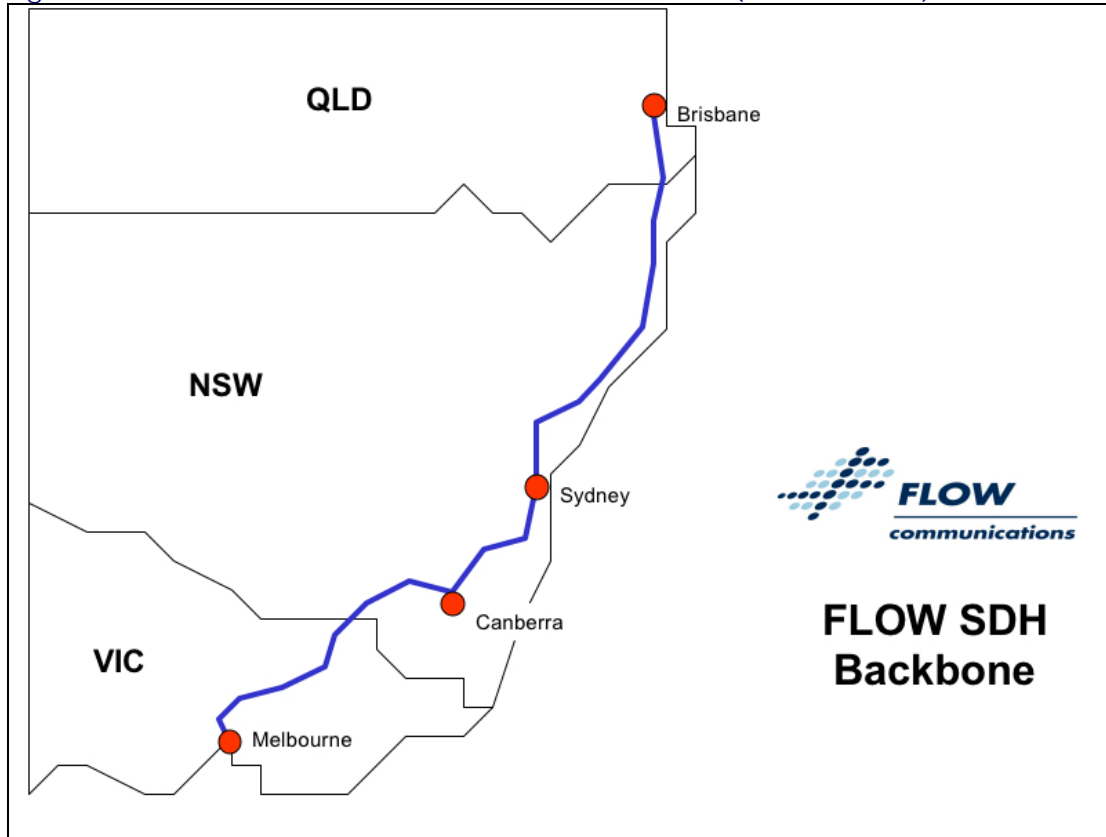 QLD
Brisbane
NSW
Sydney
FLOW
communications
Canberra
FLOW SDH
Backbone
VIC
Melbourne